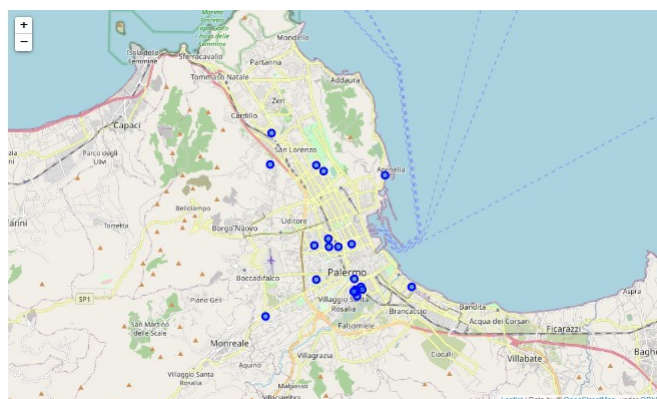 +
−
Mondello
Isola delle
Femmine
Sferracavallo
Partanna
Tommaso Natale
Addaura
Zen
Cardillo
Capaci
San Lorenzo
Parco degli
Ulivi
Arenella
Bellolampo
Torretta
Borgo Nuovo
Uditore
Boccadifalco
Palermo
SP1
Piano Geli
Villaggio Santa
Rosalia
Brancaccio
Bandita
Aspra
San Martino
delle Scale
Falsomiele
Acqua dei Corsari
Ficarazzi
Monreale
Villagrazia
Ciaculli
Villabate
Aquino
Villaggio Santa
Rosalia
Malpasso